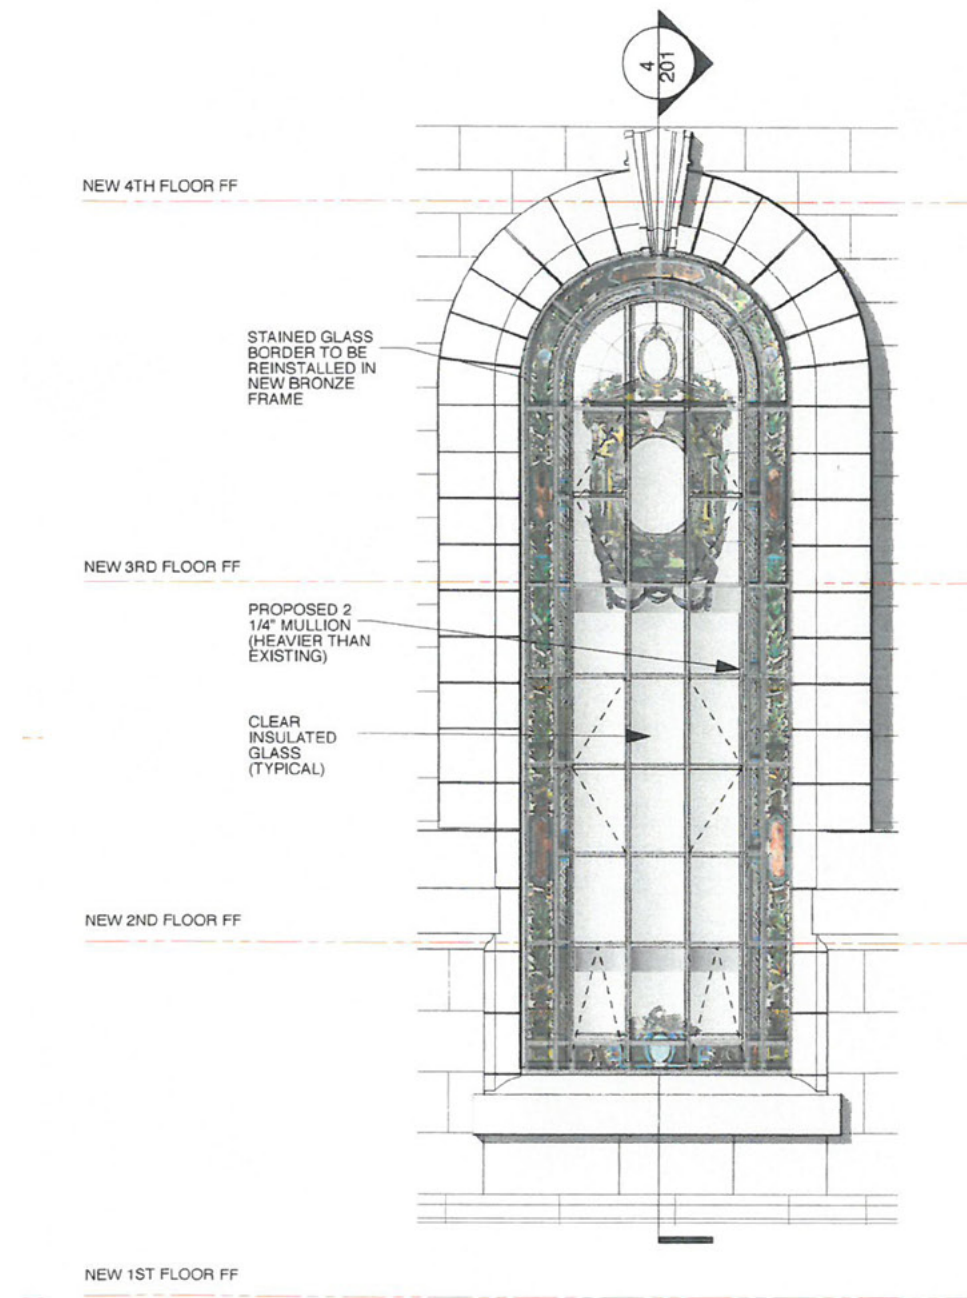 4
201
NEW 4TH FLOOR FF
STAINED GLASS
BORDER TO BE
REINSTALLED IN
NEW BRONZE
FRAME
NEW 3RD FLOOR FF
PROPOSED 2
1/4" MULLION
(HEAVIER THAN
EXISTING)
CLEAR
INSULATED
GLASS
(TYPICAL)
NEW 2ND FLOOR FF
NEW 1ST FLOOR FF